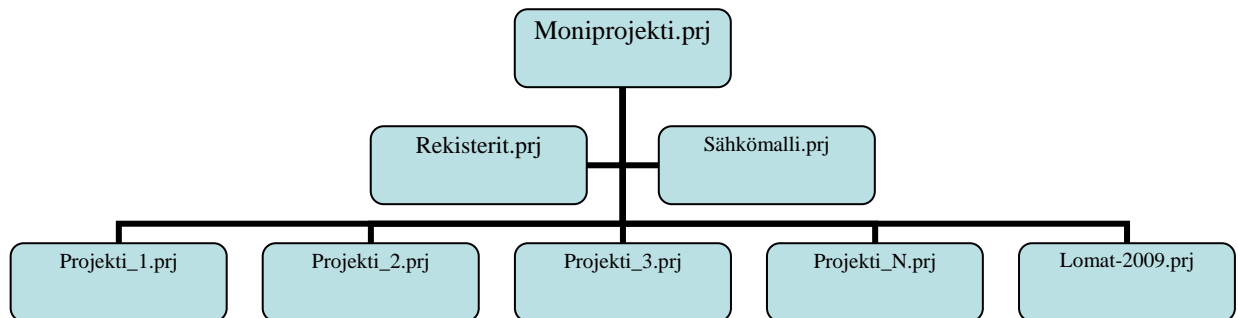 Moniprojekti.prj
Rekisterit.prj
Sähkömalli.prj
Projekti_1.prj
Projekti_2.prj
Projekti_3.prj
Projekti_N.prj
Lomat-2009.prj